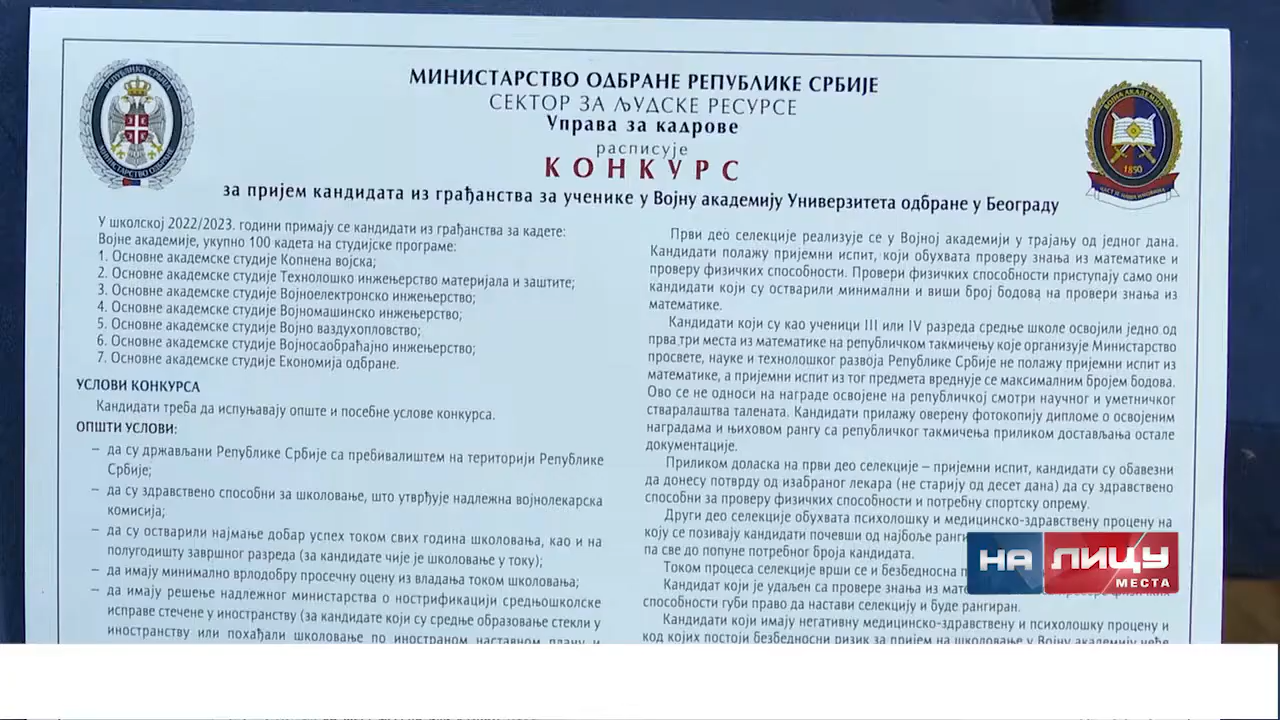 МИНИСТАРСТВО ОДБРАНЕ РЕПУБЛИКЕ СРБИЈЕ
СЕКТОР ЗА ЉУДСКЕ РЕСУРСЕ
Управа за кадрове
расписује
КОНКУРС
за пријем кандидата из грађанства за ученике у Војну академију Универзитета одбране у Београду
РЕПУБЛИКА СРБИЈА
МИНИСТАРСТВО ОДБРАНЕ
ВОЈНА АКАДЕМИЈА
1850
У школској 2022/2023. години примају се кандидати из грађанства за кадете:
Војне академије, укупно 100 кадета на студијске програме:
1. Основне академске студије Копнена војска;
2. Основне академске студије Технолошко инжењерство материјала и заштите;
3. Основне академске студије Војноелектронско инжењерство;
4. Основне академске студије Војномашинско инжењерство;
5. Основне академске студије Војно ваздухопловство;
6. Основне академске студије Војносаобраћајно инжењерство;
7. Основне академске студије Економија одбране.
УСЛОВИ КОНКУРСА
Кандидати треба да испуњавају опште и посебне услове конкурса.
ОПШТИ УСЛОВИ:
– да су држављани Републике Србије са пребивалиштем на територији Републике
Србије;
– да су здравствено способни за школовање, што утврђује надлежна војнолекарска
комисија;
– да су остварили најмање добар успех током свих година школовања, као и на
полугодишту завршног разреда (за кандидате чије је школовање у току);
– да имају минимално врлодобру просечну оцену из владања током школовања;
– да имају решење надлежног министарства о нострификацији средњошколске
исправе стечене у иностранству (за кандидате који су средње образовање стекли у
иностранству или похађали школовање по иностраном наставном плану и
Први део селекције реализује се у Војној академији у трајању од једног дана.
Кандидати полажу пријемни испит, који обухвата проверу знања из математике и
проверу физичких способности. Провери физичких способности приступају само они
кандидати који су остварили минимални и виши број бодова на провери знања из
математике.
Кандидати који су као ученици III или IV разреда средње школе освојили једно од
прва три места из математике на републичком такмичењу које организује Министарство
просвете, науке и технолошког развоја Републике Србије не полажу пријемни испит из
математике, а пријемни испит из тог предмета вреднује се максималним бројем бодова.
Ово се не односи на награде освојене на републичкој смотри научног и уметничког
стваралаштва талената. Кандидати прилажу оверену фотокопију дипломе о освојеним
наградама и њиховом рангу са републичког такмичења приликом достављања остале
документације.
Приликом доласка на први део селекције – пријемни испит, кандидати су обавезни
да донесу потврду од изабраног лекара (не старију од десет дана) да су здравствено
способни за проверу физичких способности и потребну спортску опрему.
Други део селекције обухвата психолошку и медицинско-здравствену процену на
коју се позивају кандидати почевши од најбоље
па све до попуне потребног броја кандидата.
Током процеса селекције врши се и безбедносна
Кандидат који је удаљен са провере знања из
способности губи право да настави селекцију и буде рангиран.
Кандидати који имају негативну медицинско-здравствену и психолошку процену и
код којих постоји безбедносни ризик за пријем на школовање у Војну академију неће
НА ЛИЦУ
МЕСТА